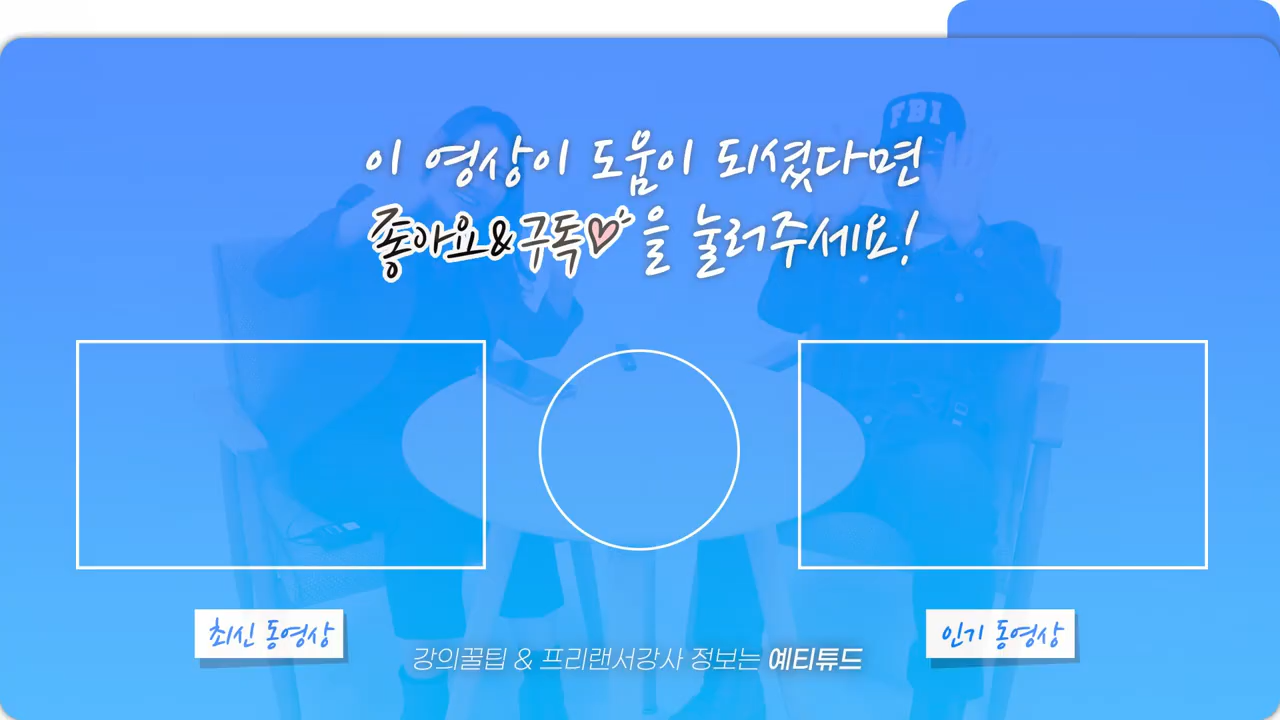 FBI
이 영상이 도움이 되셨다면
좋아요&구독♡을 눌러주세요!
최신 동영상
인기 동영상
강의꿀팁 & 프리랜서강사 정보는 예티튜드